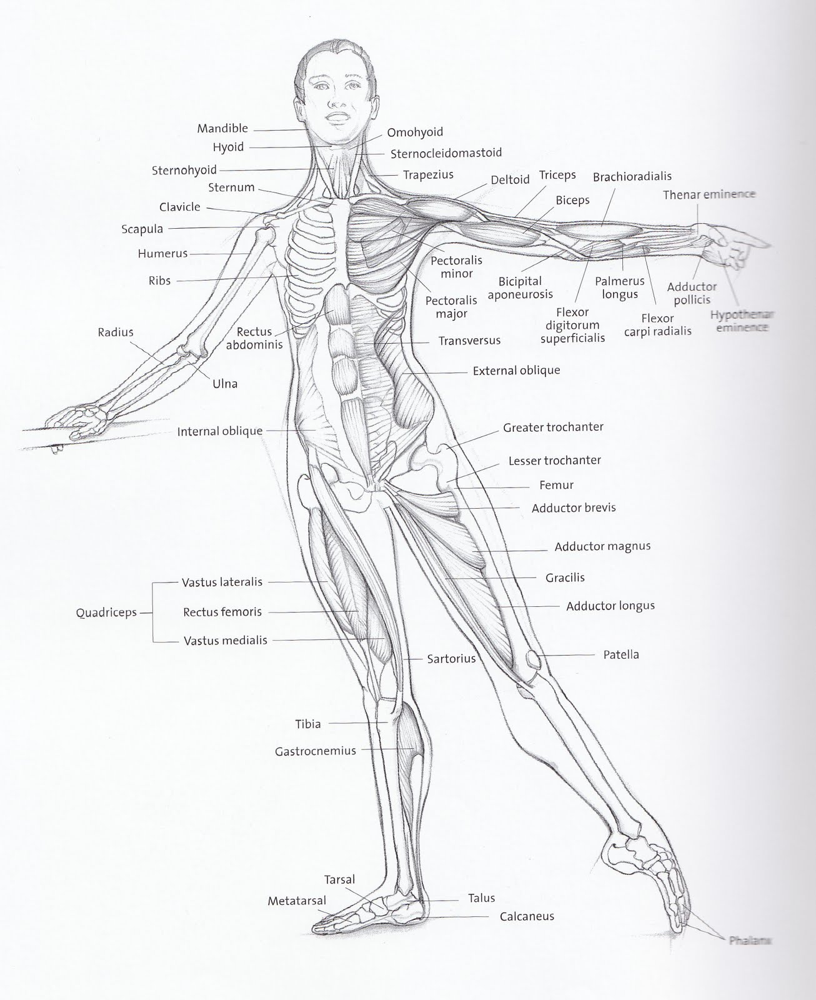 Mandible
Hyoid
Sternohyoid
Sternum
Clavicle
Scapula
Humerus
Ribs
Radius
Rectus
abdominis
Ulna
Internal oblique
Omohyoid
Sternocleidomastoid
Trapezius
Deltoid
Triceps
Brachioradialis
Biceps
Thenar eminence
Pectoralis
minor
Pectoralis
major
Bicipital
aponeurosis
Flexor
digitorum
superficialis
Palmerus
longus
Flexor
carpi radialis
Adductor
pollicis
Hypothenar
eminence
Transversus
External oblique
Greater trochanter
Lesser trochanter
Femur
Adductor brevis
Adductor magnus
Gracilis
Adductor longus
Patella
Quadriceps
Vastus lateralis
Rectus femoris
Vastus medialis
Sartorius
Tibia
Gastrocnemius
Tarsal
Metatarsal
Talus
Calcaneus